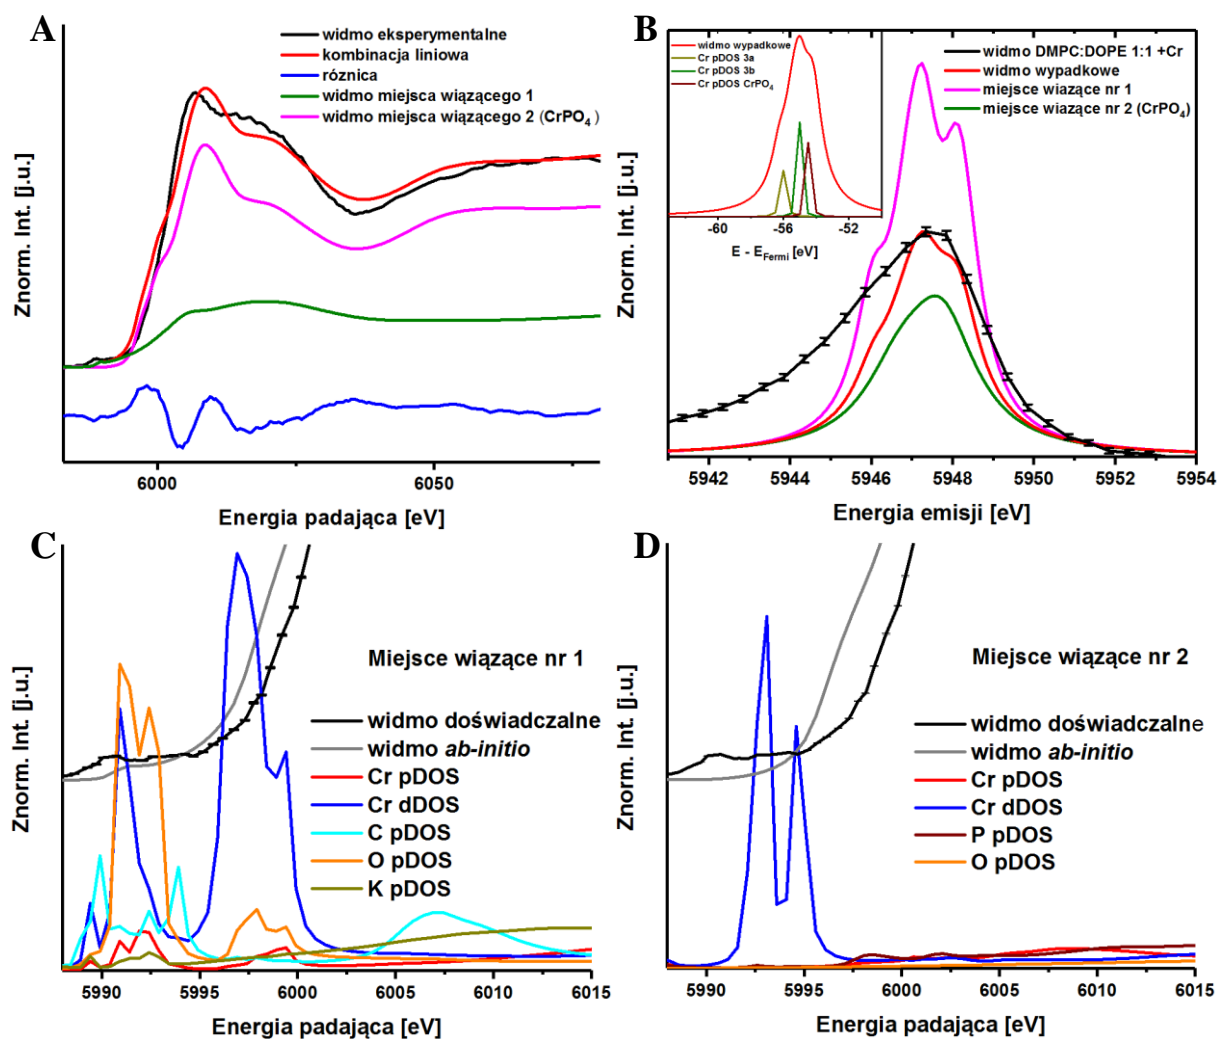 A
widmo eksperymentalne
kombinacja liniowa
róznica
widmo miejsca wiązącego 1
widmo miejsca wiązącego 2 (CrPO4)
Znorm. Int. [j.u.]
6000
6050
Energia padająca [eV]
B
widmo wypadkowe
Cr pDOS 3a
Cr pDOS 3b
Cr pDOS CrPO4
-60
-56
-52
E - EFermi [eV]
widmo DMPC:DOPE 1:1 +Cr
widmo wypadkowe
miejsce wiazące nr 1
miejsce wiazące nr 2 (CrPO4)
Znorm. Int. [j.u.]
5942
5944
5946
5948
5950
5952
5954
Energia emisji [eV]
C
Miejsce wiązące nr 1
widmo doświadczalne
widmo ab-initio
Cr pDOS
Cr dDOS
C pDOS
O pDOS
K pDOS
Znorm. Int. [j.u.]
5990
5995
6000
6005
6010
6015
Energia padająca [eV]
D
Miejsce wiązące nr 2
widmo doświadczalne
widmo ab-initio
Cr pDOS
Cr dDOS
P pDOS
O pDOS
Znorm. Int. [j.u.]
5990
5995
6000
6005
6010
6015
Energia padająca [eV]